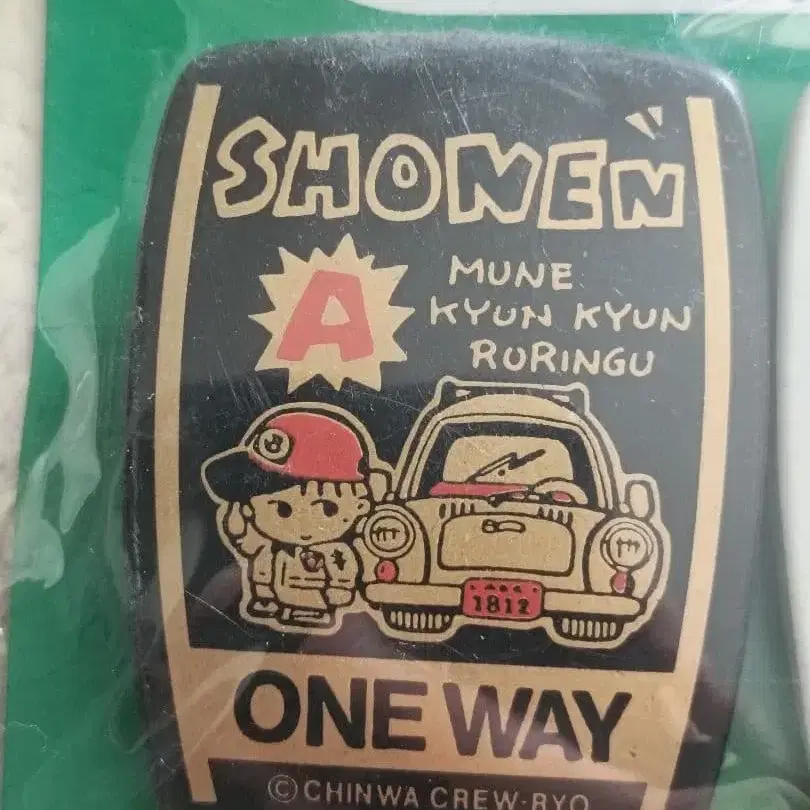 SHONEN
A
MUNE
KYUN KYUN
RORINGU
1812
ONE WAY
©CHINWA CREW-RYO